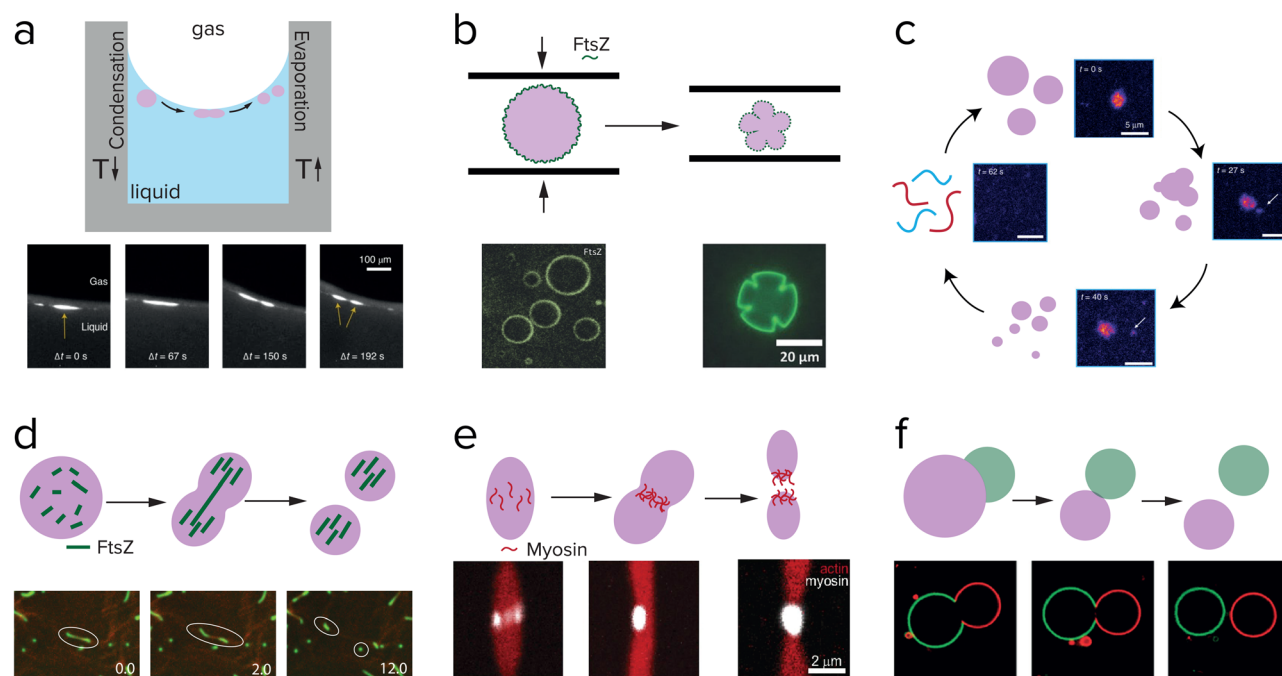 a
gas
Condensation
Evaporation
T↓
T↑
liquid
100 µm
Gas
Liquid
Δt = 0 s
Δt = 67 s
Δt = 150 s
Δt = 192 s
b
FtsZ
FtsZ
20 µm
c
t = 0 s
5 µm
t = 62 s
t = 27 s
t = 40 s
d
FtsZ
0.0
2.0
12.0
e
Myosin
actin
myosin
2 µm
f